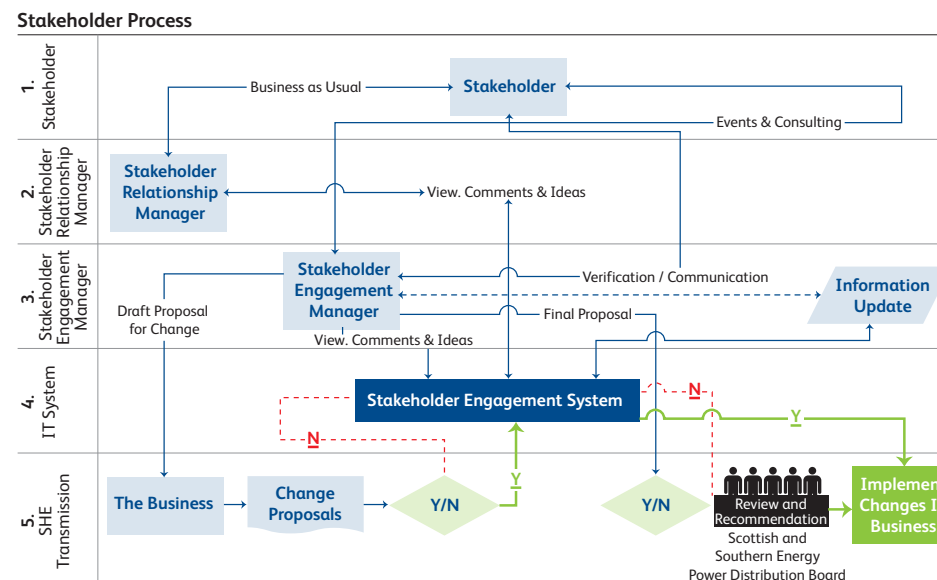 Stakeholder Process
1.
Stakeholder
Business as Usual
Stakeholder
Events & Consulting
2.
Stakeholder
Relationship
Manager
Stakeholder
Relationship
Manager
View. Comments & Ideas
3.
Stakeholder
Engagement
Manager
Stakeholder
Engagement
Manager
Verification / Communication
Information
Update
Draft Proposal
for Change
Final Proposal
View. Comments & Ideas
4.
IT System
Stakeholder Engagement System
N
Y
N
Y
5.
SHE
Transmission
The Business
Change
Proposals
Y/N
Y/N
Review and
Recommendation
Scottish and
Southern Energy
Power Distribution Board
Implemen
Changes I
Business